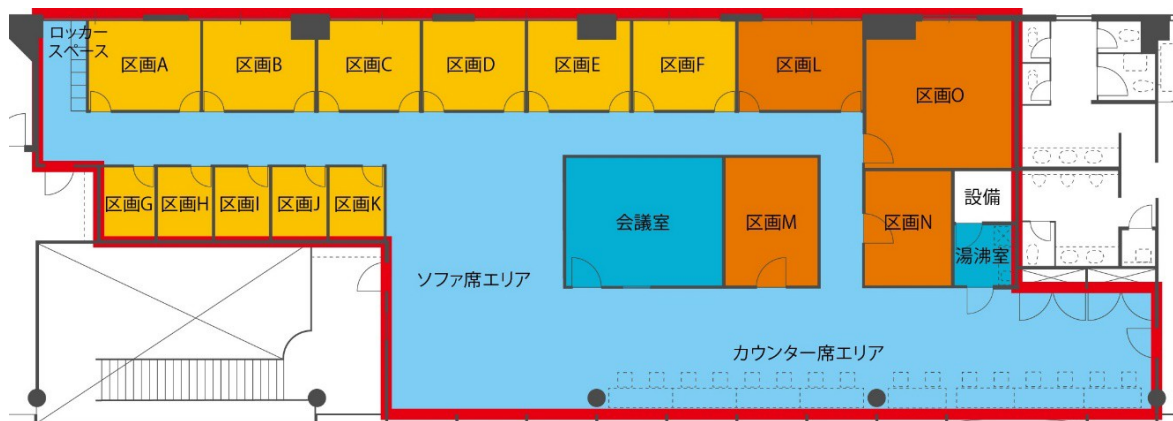 ロッカー
スペース
区画A
区画B
区画C
区画D
区画E
区画F
区画L
区画O
区画G
区画H
区画I
区画J
区画K
会議室
区画M
区画N
設備
湯沸室
ソファ席エリア
カウンター席エリア